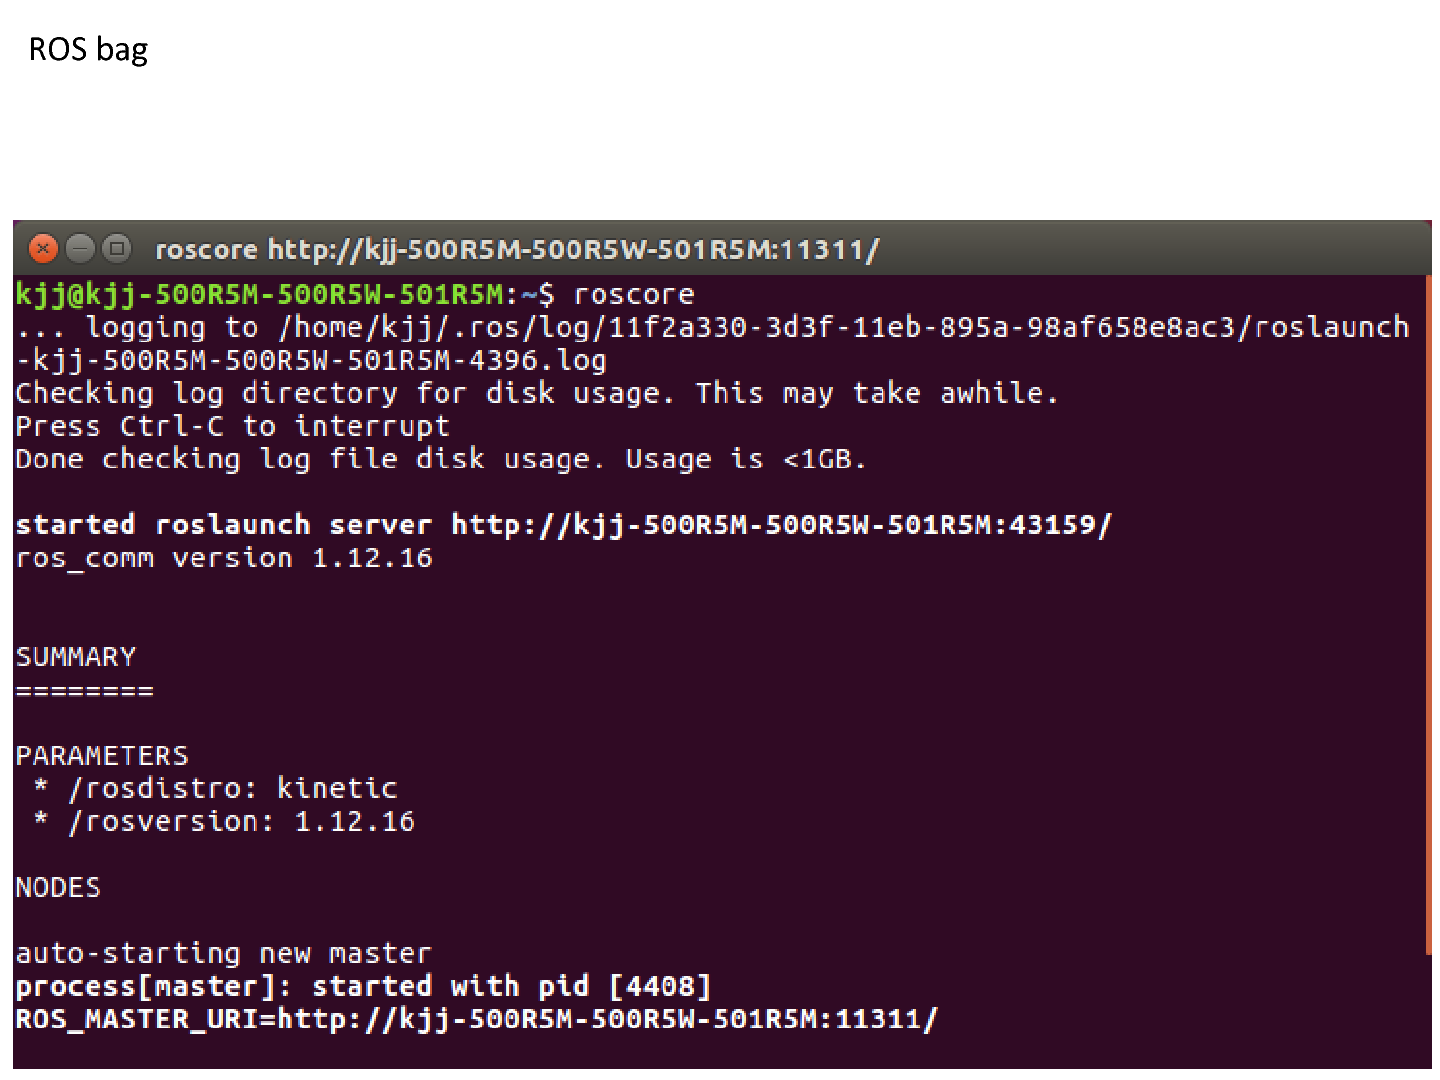 ROS bag
roscore http://kjj-500R5M-500R5W-501R5M:11311/
kjj@kjj-500R5M-500R5W-501R5M:~$ roscore
... logging to /home/kjj/.ros/log/11f2a330-3d3f-11eb-895a-98af658e8ac3/roslaunch
-kjj-500R5M-500R5W-501R5M-4396.log
Checking log directory for disk usage. This may take awhile.
Press Ctrl-C to interrupt
Done checking log file disk usage. Usage is <1GB.
started roslaunch server http://kjj-500R5M-500R5W-501R5M:43159/
ros_comm version 1.12.16
SUMMARY
========
PARAMETERS
 * /rosdistro: kinetic
 * /rosversion: 1.12.16
NODES
auto-starting new master
process[master]: started with pid [4408]
ROS_MASTER_URI=http://kjj-500R5M-500R5W-501R5M:11311/